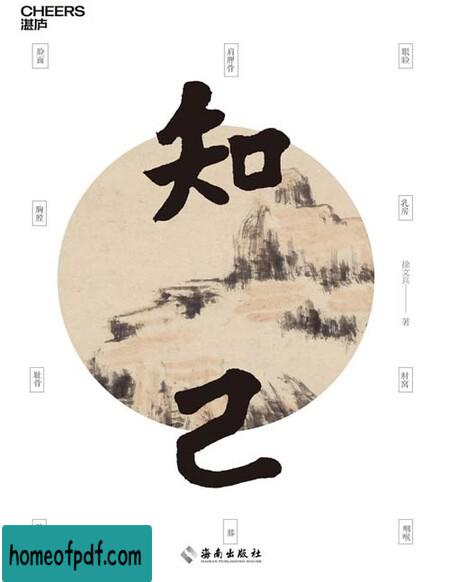 CHEERS
湛庐
脸面
肩胛骨
眼睑
知
己
胸腔
乳房
徐文兵——著
耻骨
肘窝
膝
咽喉
海南出版社
HAINAN PUBLISHING HOUSE
homeofpdf.com